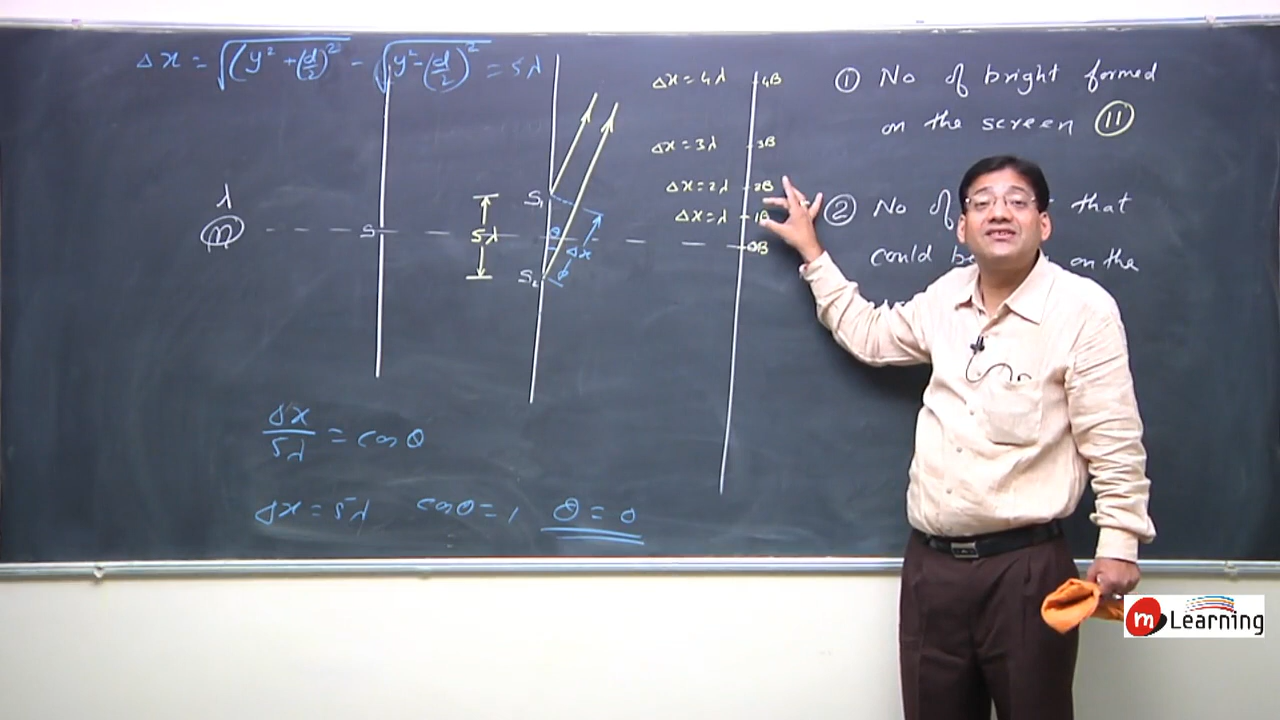 Δx = √(y² + (d/2)²) - √(y² - (d/2)²) = 5λ
λ
S
S₁
5λ
θ
Δx
S₂
Δx = 4λ 4B
Δx = 3λ 3B
Δx = 2λ 2B
Δx = λ 1B
0B
① No of bright formed
on the screen ⑪
② No of that
could be on the
Δx/5λ = cos θ
Δx = 5λ cos θ = 1 θ = 0
m Learning